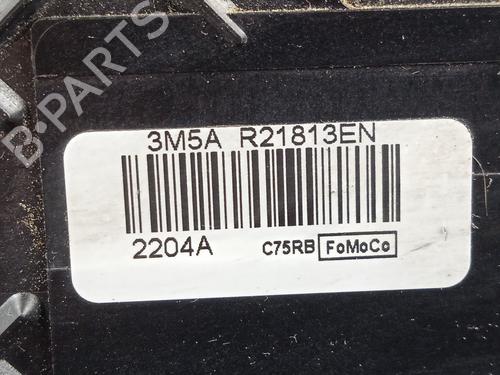 B-PARTS
3M5A R21813EN
2204A C75RB FoMoCo